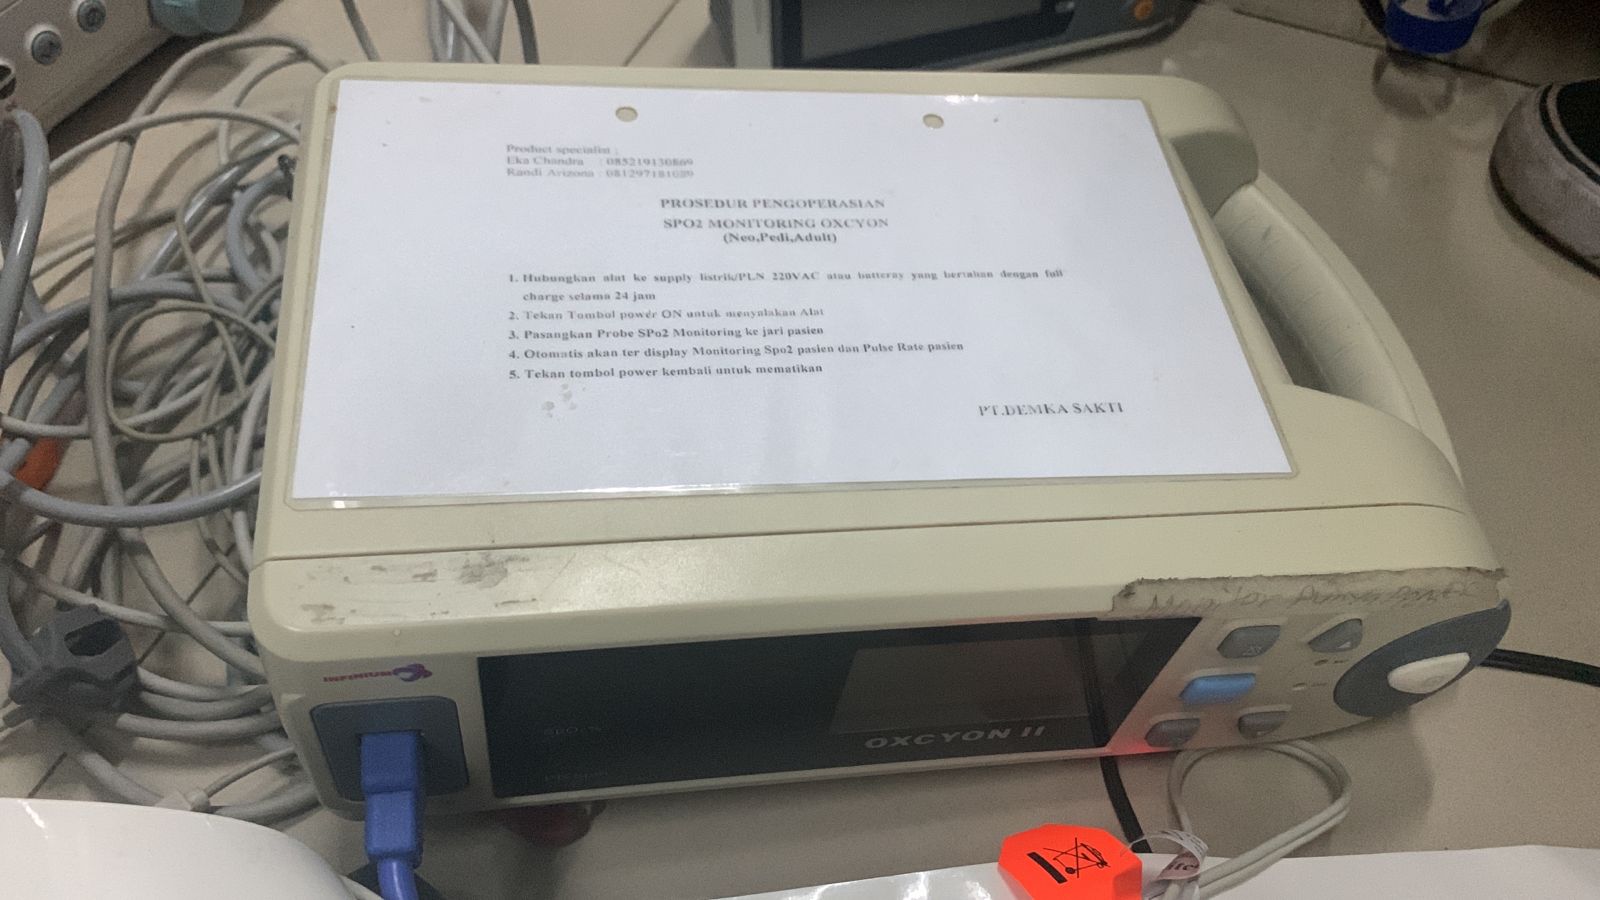 Product specialist :
Eka Chandra : 085219130869
Randi Arizona : 081297181089
PROSEDUR PENGOPERASIAN
SPO2 MONITORING OXCYON
(Neo,Pedi,Adult)
1. Hubungkan alat ke supply listrik/PLN 220VAC atau batteray yang bertahan dengan full
charge selama 24 jam
2. Tekan Tombol power ON untuk menyalakan Alat
3. Pasangkan Probe SPo2 Monitoring ke jari pasien
4. Otomatis akan ter display Monitoring Spo2 pasien dan Pulse Rate pasien
5. Tekan tombol power kembali untuk mematikan
PT.DEMKA SAKTI
INFINIUM
OXCYON II